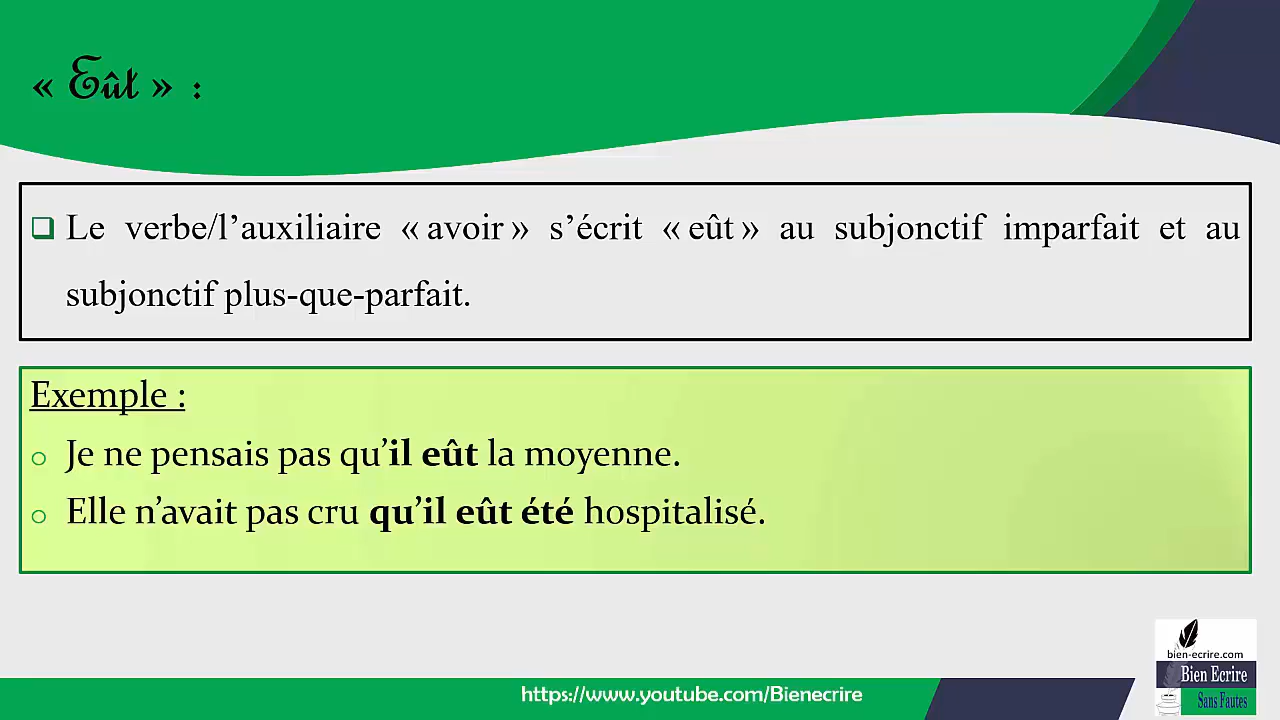 « Eût » :
Le verbe/l’auxiliaire « avoir » s’écrit « eût » au subjonctif imparfait et au
subjonctif plus-que-parfait.
Exemple :
Je ne pensais pas qu’il eût la moyenne.
Elle n’avait pas cru qu’il eût été hospitalisé.
bien-ecrire.com
Bien Ecrire
Sans Fautes
https://www.youtube.com/Bienecrire